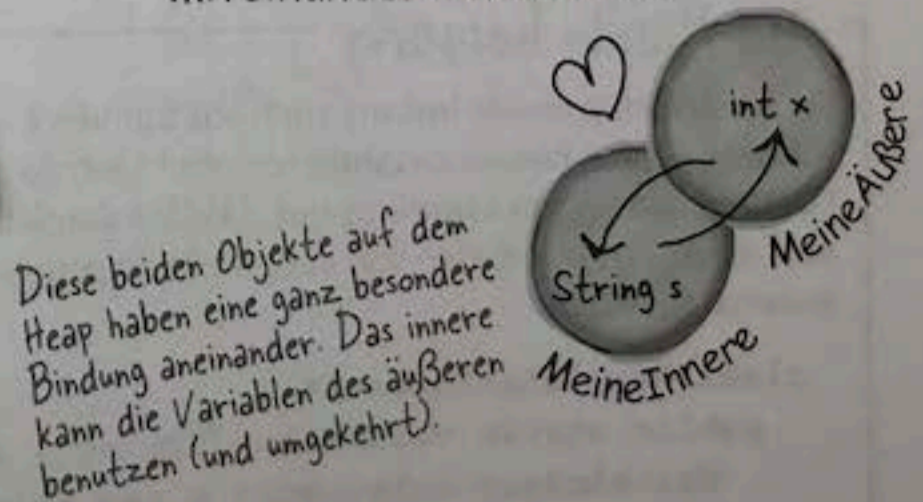 int x
MeineÄußere
String s
MeineInnere
Diese beiden Objekte auf dem
Heap haben eine ganz besondere
Bindung aneinander. Das innere
kann die Variablen des äußeren
benutzen (und umgekehrt).